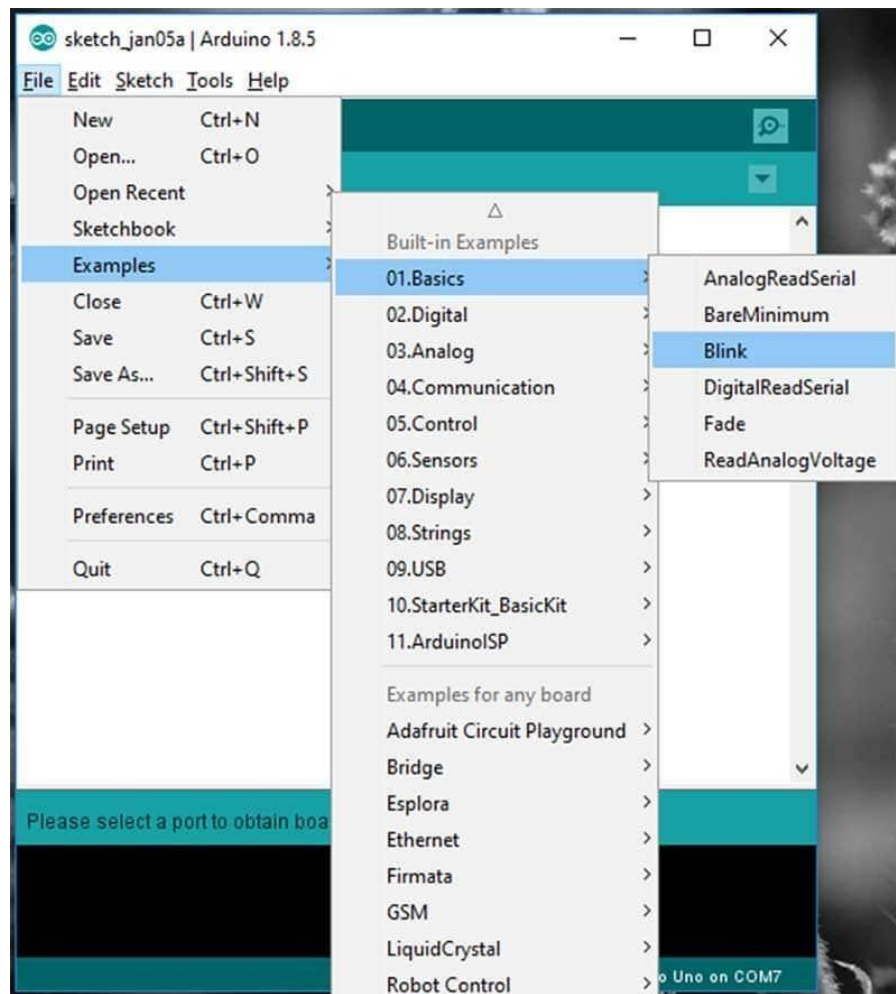 sketch_jan05a | Arduino 1.8.5
File Edit Sketch Tools Help
New Ctrl+N
Open... Ctrl+O
Open Recent
Sketchbook
Examples
Close Ctrl+W
Save Ctrl+S
Save As... Ctrl+Shift+S
Page Setup Ctrl+Shift+P
Print Ctrl+P
Preferences Ctrl+Comma
Quit Ctrl+Q
Built-in Examples
01.Basics
02.Digital
03.Analog
04.Communication
05.Control
06.Sensors
07.Display
08.Strings
09.USB
10.StarterKit_BasicKit
11.ArduinoISP
Examples for any board
Adafruit Circuit Playground
Bridge
Esplora
Ethernet
Firmata
GSM
LiquidCrystal
Robot Control
AnalogReadSerial
BareMinimum
Blink
DigitalReadSerial
Fade
ReadAnalogVoltage
Please select a port to obtain boa
o Uno on COM7